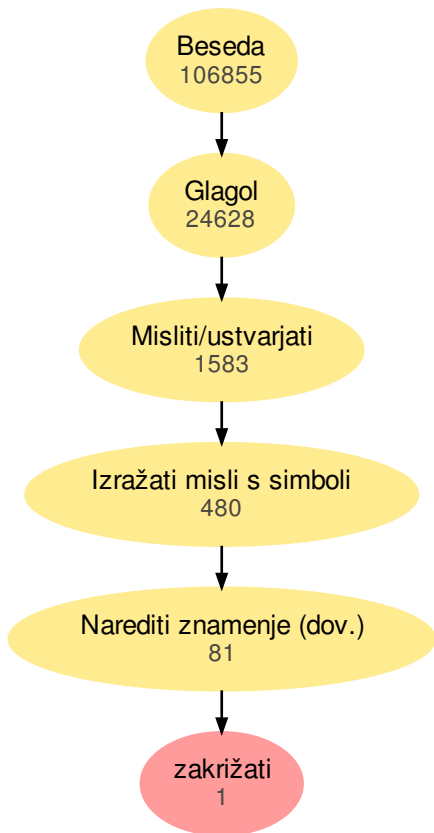 Beseda
106855
Glagol
24628
Misliti/ustvarjati
1583
Izražati misli s simboli
480
Narediti znamenje (dov.)
81
zakrižati
1